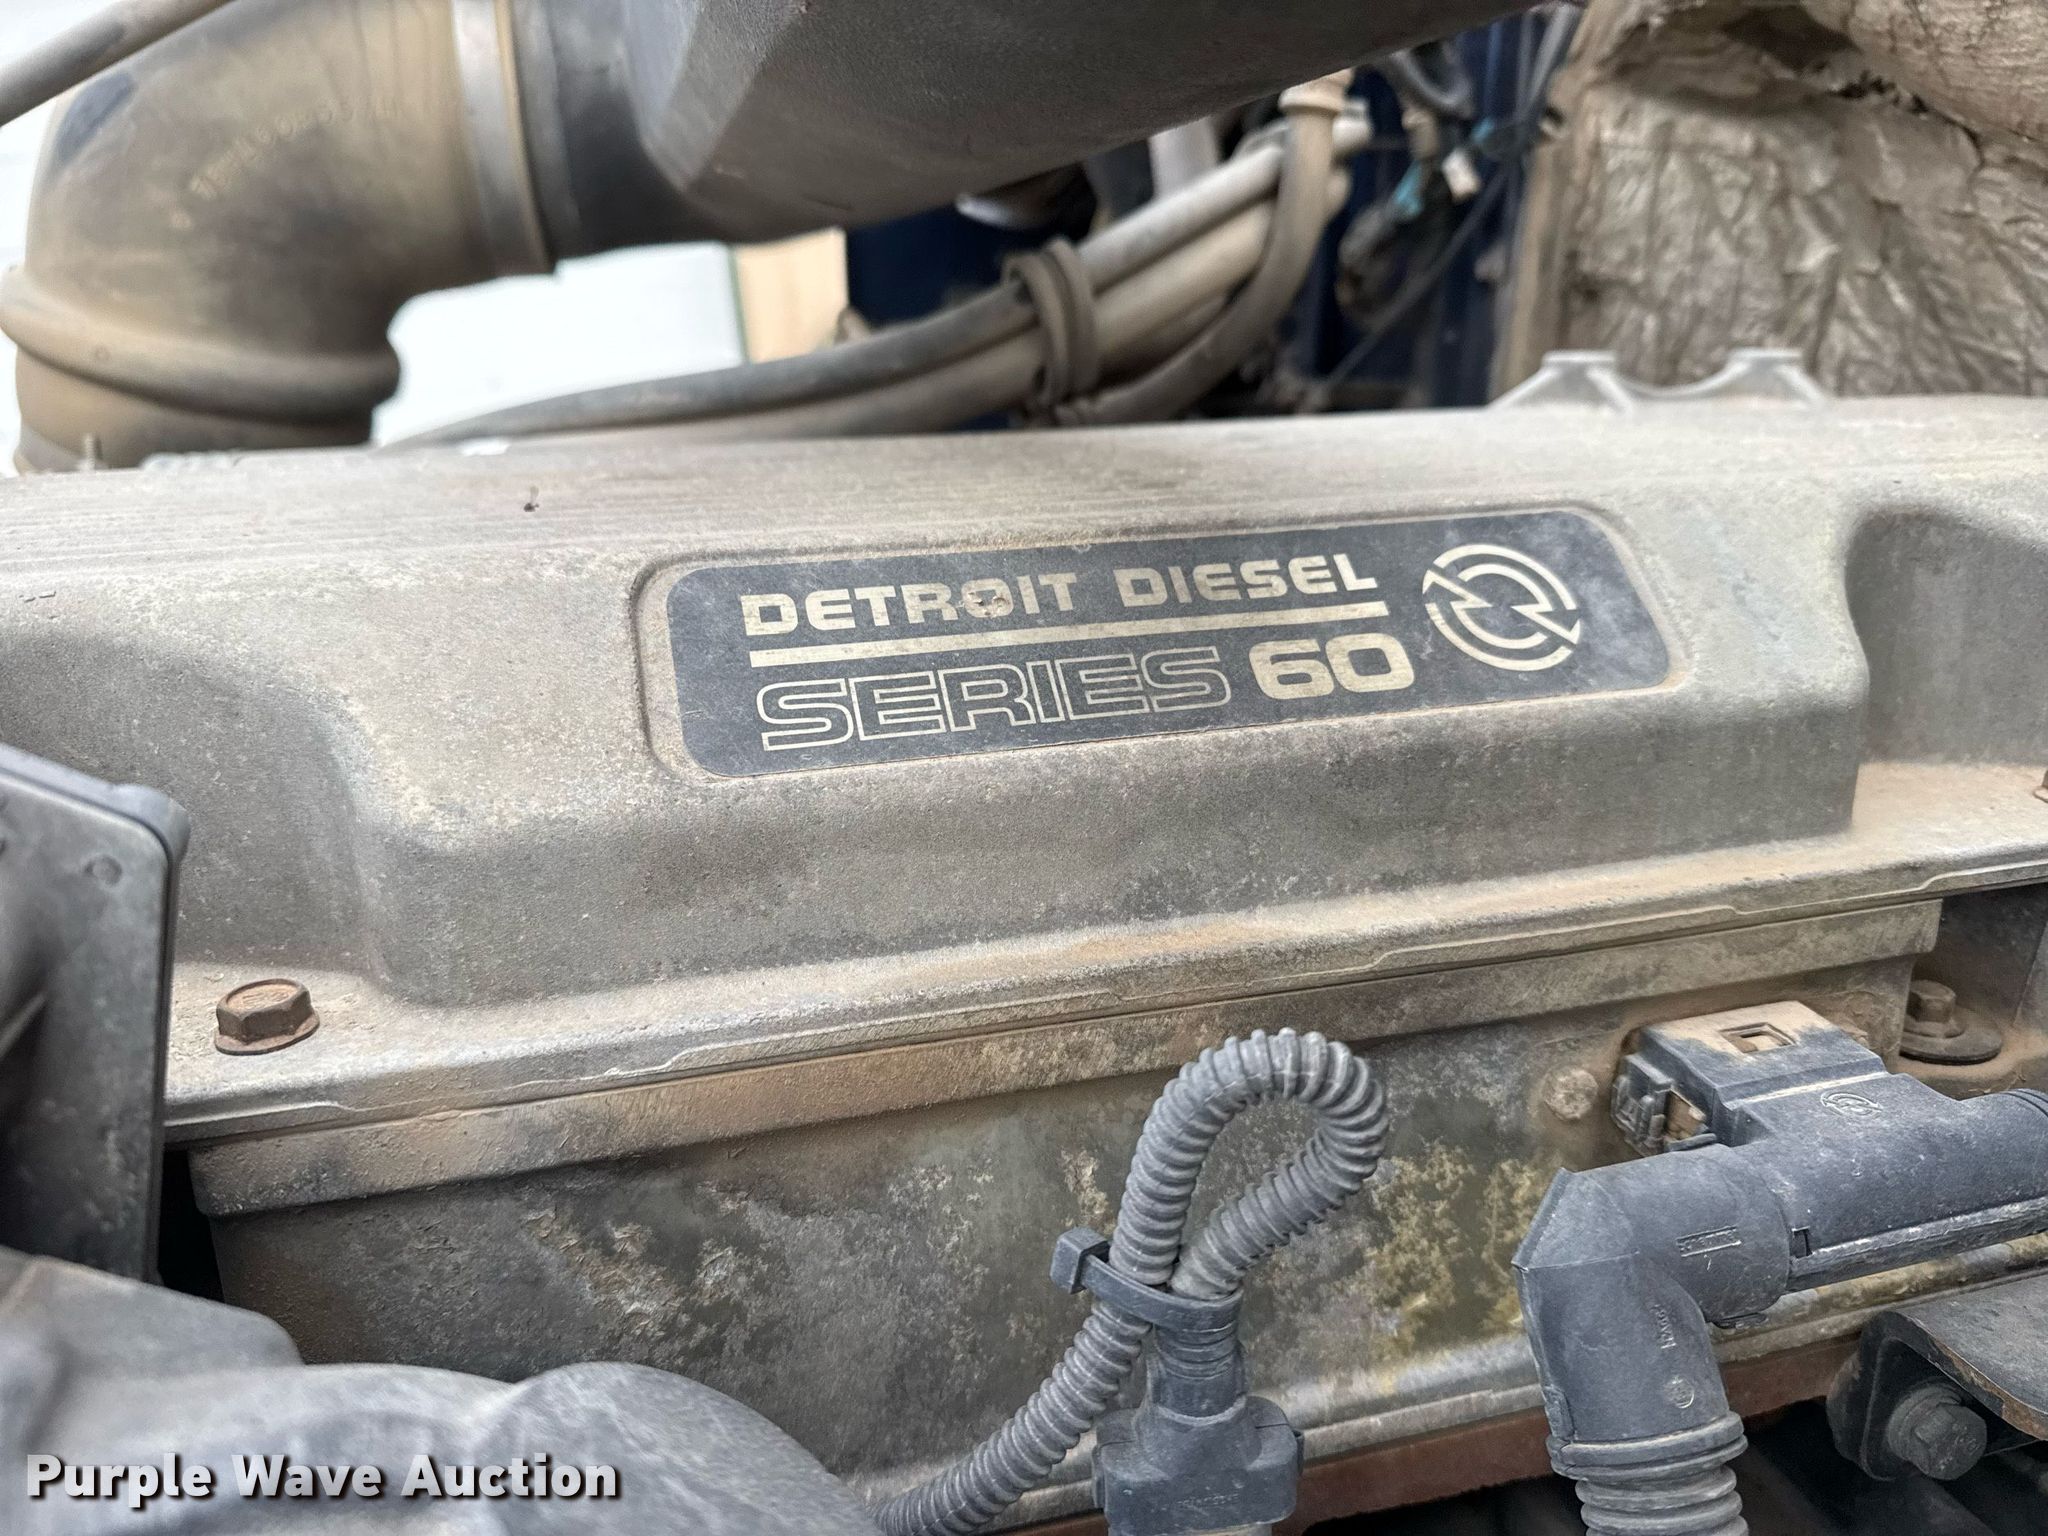 DETROIT DIESEL
SERIES 60
Purple Wave Auction